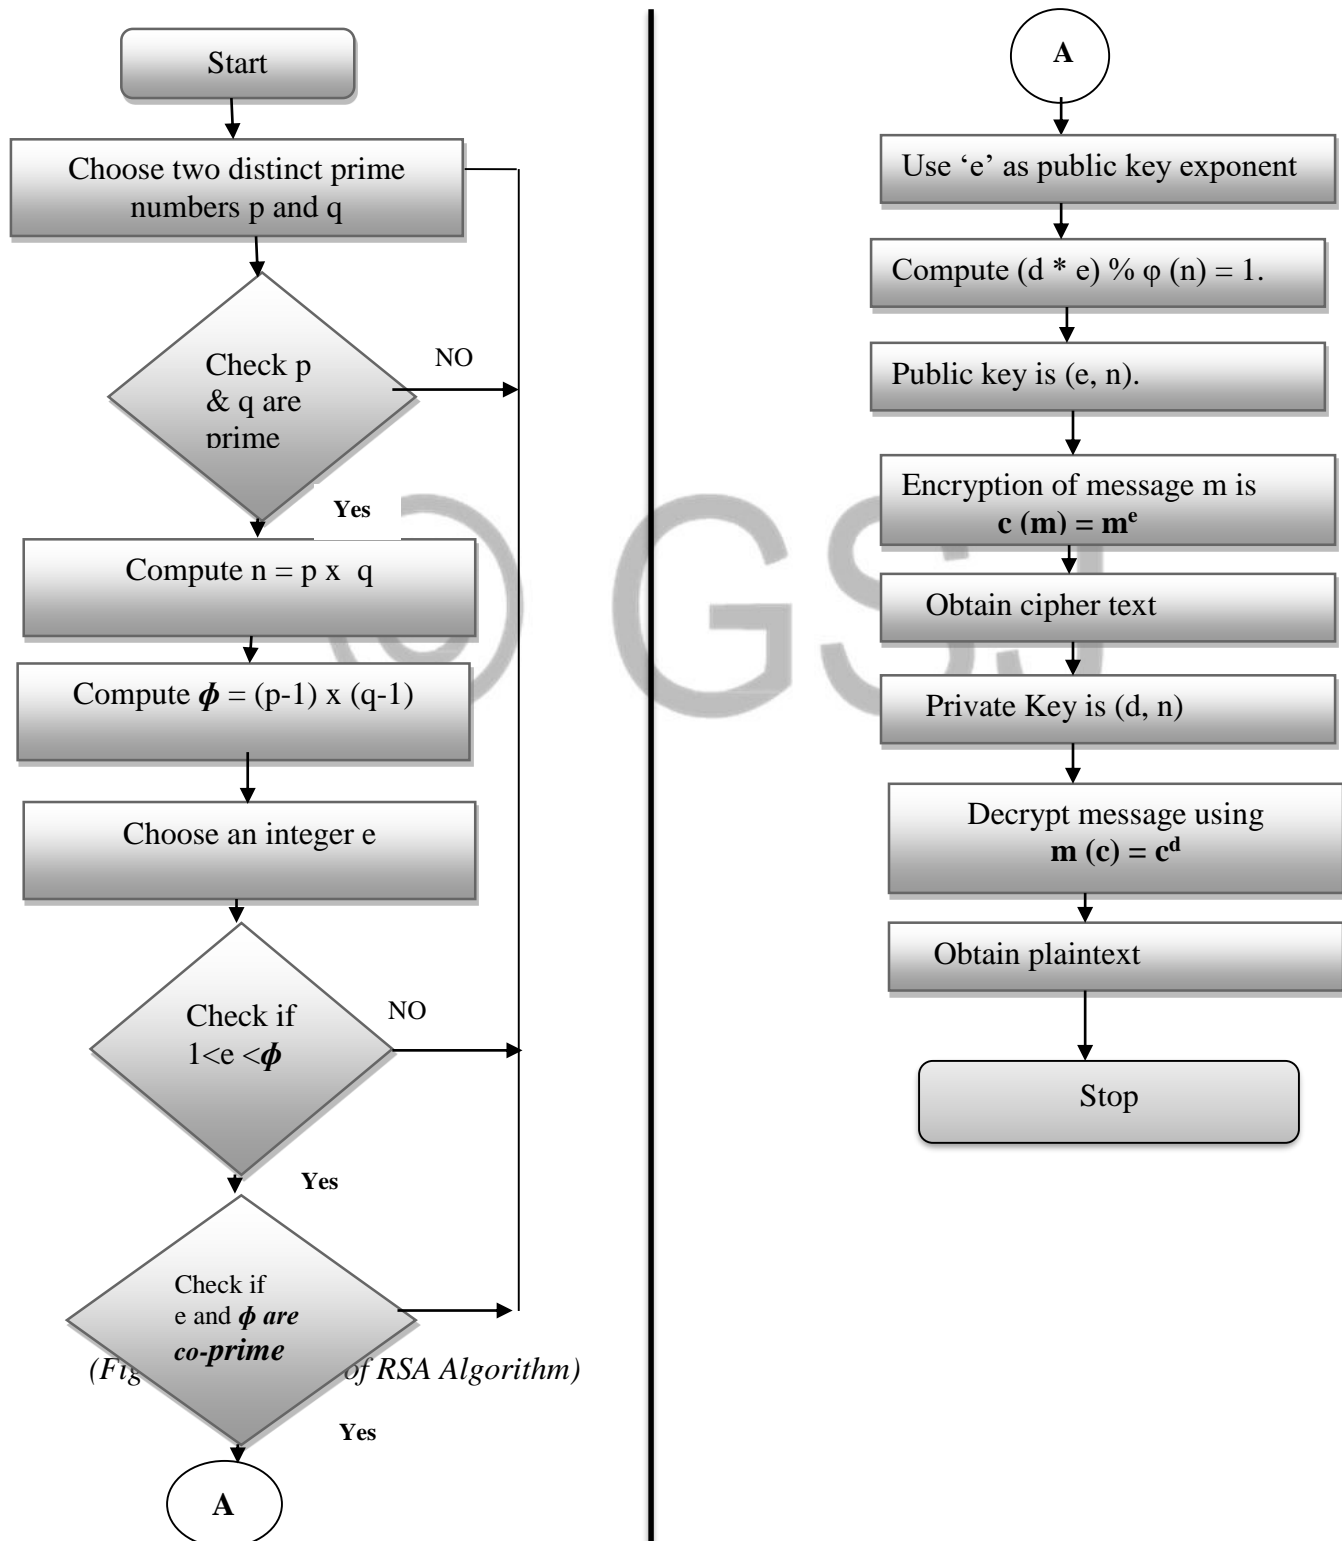 Start
Choose two distinct prime
numbers p and q
Check p
& q are
prime
NO
Yes
Compute n = p x q
Compute ϕ = (p-1) x (q-1)
Choose an integer e
Check if
1<e <ϕ
NO
Yes
Check if
e and ϕ are
co-prime
(Fig of RSA Algorithm)
Yes
A
A
Use ‘e’ as public key exponent
Compute (d * e) % φ (n) = 1.
Public key is (e, n).
Encryption of message m is
c (m) = mᵉ
Obtain cipher text
Private Key is (d, n)
Decrypt message using
m (c) = cᵈ
Obtain plaintext
Stop
© GSJ